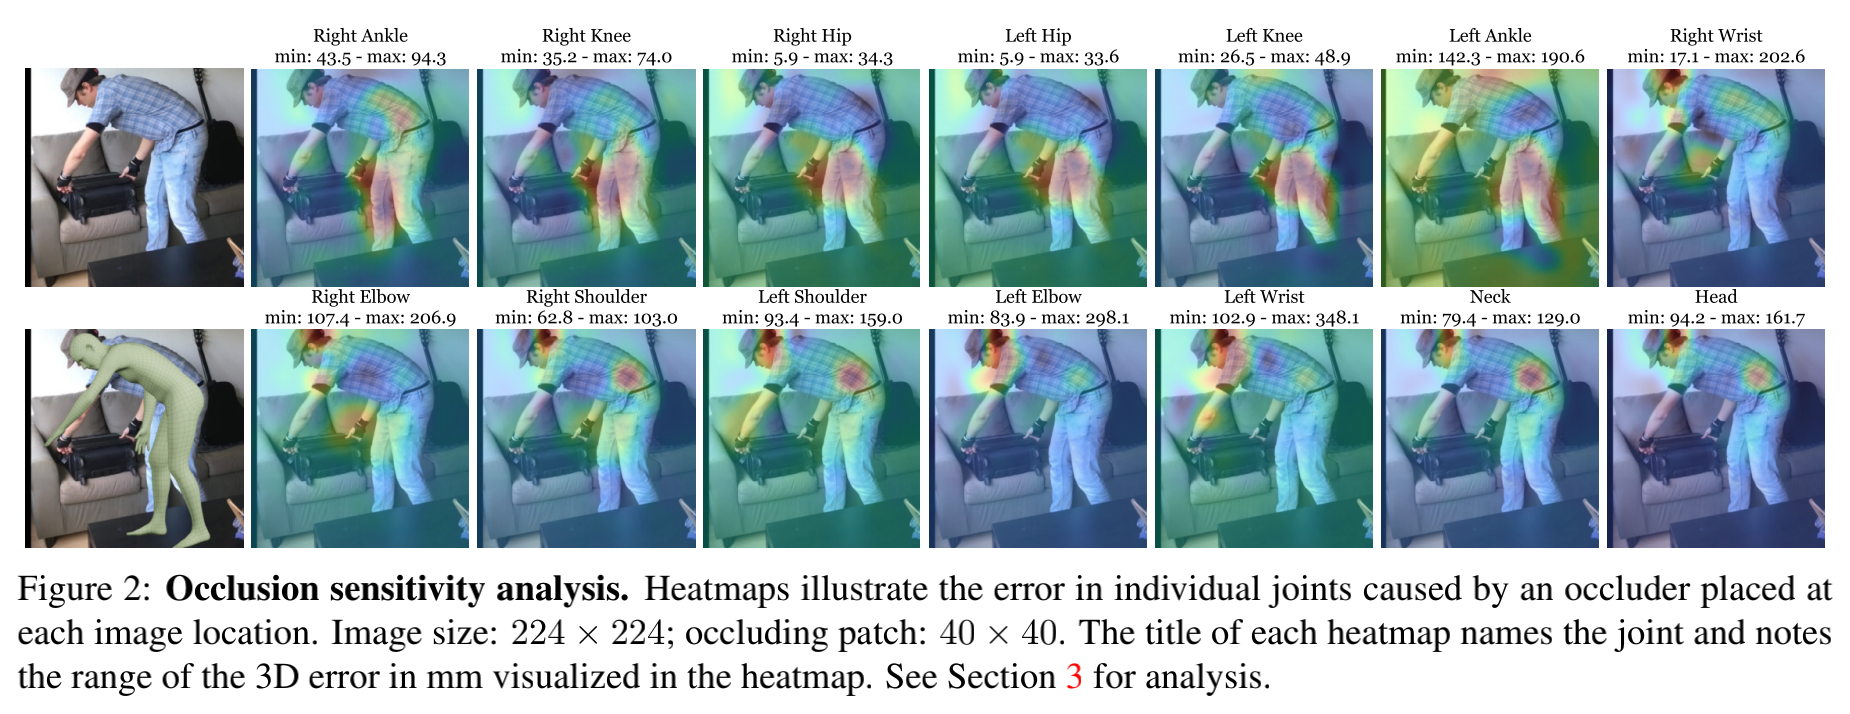 Right Ankle
min: 43.5 - max: 94.3
Right Knee
min: 35.2 - max: 74.0
Right Hip
min: 5.9 - max: 34.3
Left Hip
min: 5.9 - max: 33.6
Left Knee
min: 26.5 - max: 48.9
Left Ankle
min: 142.3 - max: 190.6
Right Wrist
min: 17.1 - max: 202.6
Right Elbow
min: 107.4 - max: 206.9
Right Shoulder
min: 62.8 - max: 103.0
Left Shoulder
min: 93.4 - max: 159.0
Left Elbow
min: 83.9 - max: 298.1
Left Wrist
min: 102.9 - max: 348.1
Neck
min: 79.4 - max: 129.0
Head
min: 94.2 - max: 161.7
Figure 2: Occlusion sensitivity analysis. Heatmaps illustrate the error in individual joints caused by an occluder placed at
each image location. Image size: 224 × 224; occluding patch: 40 × 40. The title of each heatmap names the joint and notes
the range of the 3D error in mm visualized in the heatmap. See Section 3 for analysis.